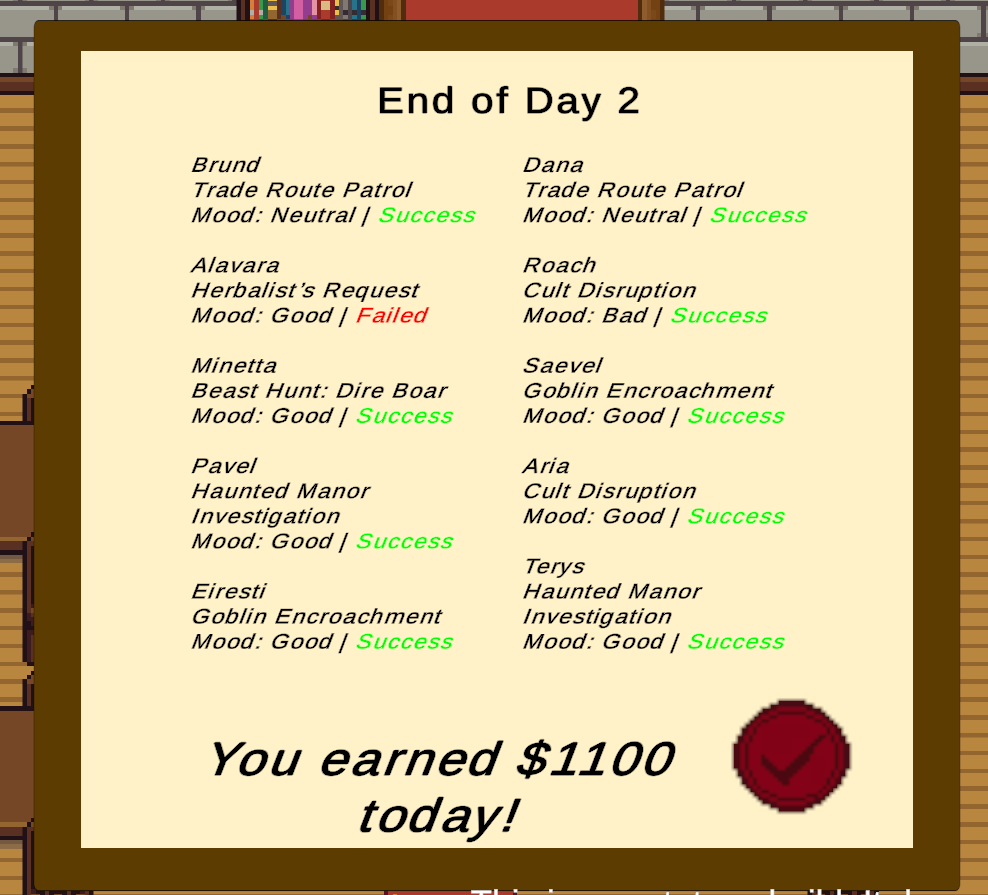 End of Day 2
Brund
Trade Route Patrol
Mood: Neutral | Success
Alavara
Herbalist’s Request
Mood: Good | Failed
Minetta
Beast Hunt: Dire Boar
Mood: Good | Success
Pavel
Haunted Manor
Investigation
Mood: Good | Success
Eiresti
Goblin Encroachment
Mood: Good | Success
Dana
Trade Route Patrol
Mood: Neutral | Success
Roach
Cult Disruption
Mood: Bad | Success
Saevel
Goblin Encroachment
Mood: Good | Success
Aria
Cult Disruption
Mood: Good | Success
Terys
Haunted Manor
Investigation
Mood: Good | Success
You earned $1100
today!